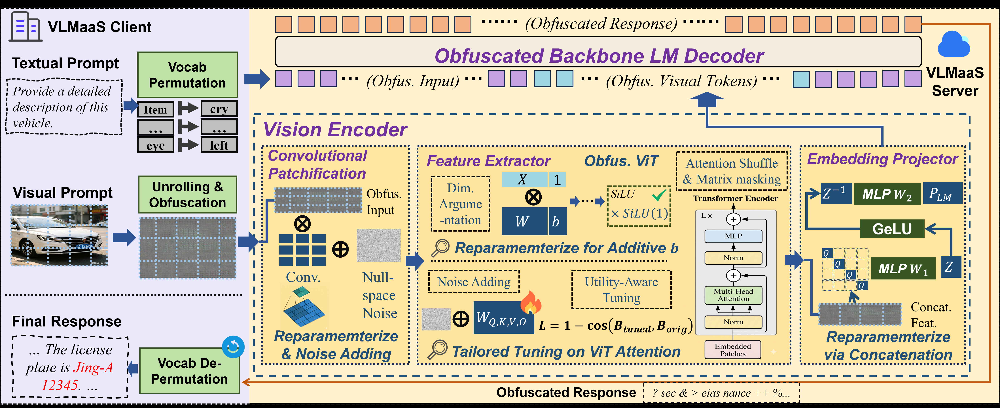 VLMaaS Client
Textual Prompt
Provide a detailed
description of this
vehicle.
Vocab
Permutation
Item
cry
...
...
eye
left
Visual Prompt
Unrolling &
Obfuscation
Final Response
... The license
plate is Jing-A
12345. ...
Vocab De-
Permutation
...... (Obfuscated Response) ......
Obfuscated Backbone LM Decoder
... (Obfus. Input) ... ... (Obfus. Visual Tokens) ...
VLMaaS
Server
Vision Encoder
Convolutional
Patchification
Obfus.
Input
Conv.
Null-
space
Noise
Reparamemterize
& Noise Adding
Feature Extractor
Obfus. ViT
Dim.
Argume
-ntation
X 1
W b
...
SiLU
× SiLU(1)
Reparamemterize for Additive b
Noise Adding
Utility-Aware
Tuning
W_{Q,K,V,O}
L = 1 − cos(B_{tuned}, B_{orig})
Tailored Tuning on ViT Attention
Attention Shuffle
& Matrix masking
Transformer Encoder
L ×
+
MLP
Norm
+
Multi-Head
Attention
Norm
Embedded
Patches
Embedding Projector
Z^{-1} MLP W_2 P_{LM}
GeLU
Q
Q
Q
Q
MLP W_1
Z
Concat.
Feat.
Reparamemterize
via Concatenation
Obfuscated Response
? sec & > eias nance ++ %...